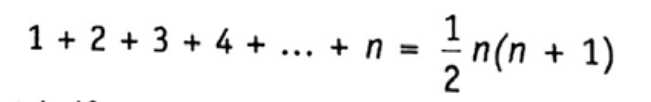 1 + 2 + 3 + 4 + ... + n = 1/2 n(n + 1)